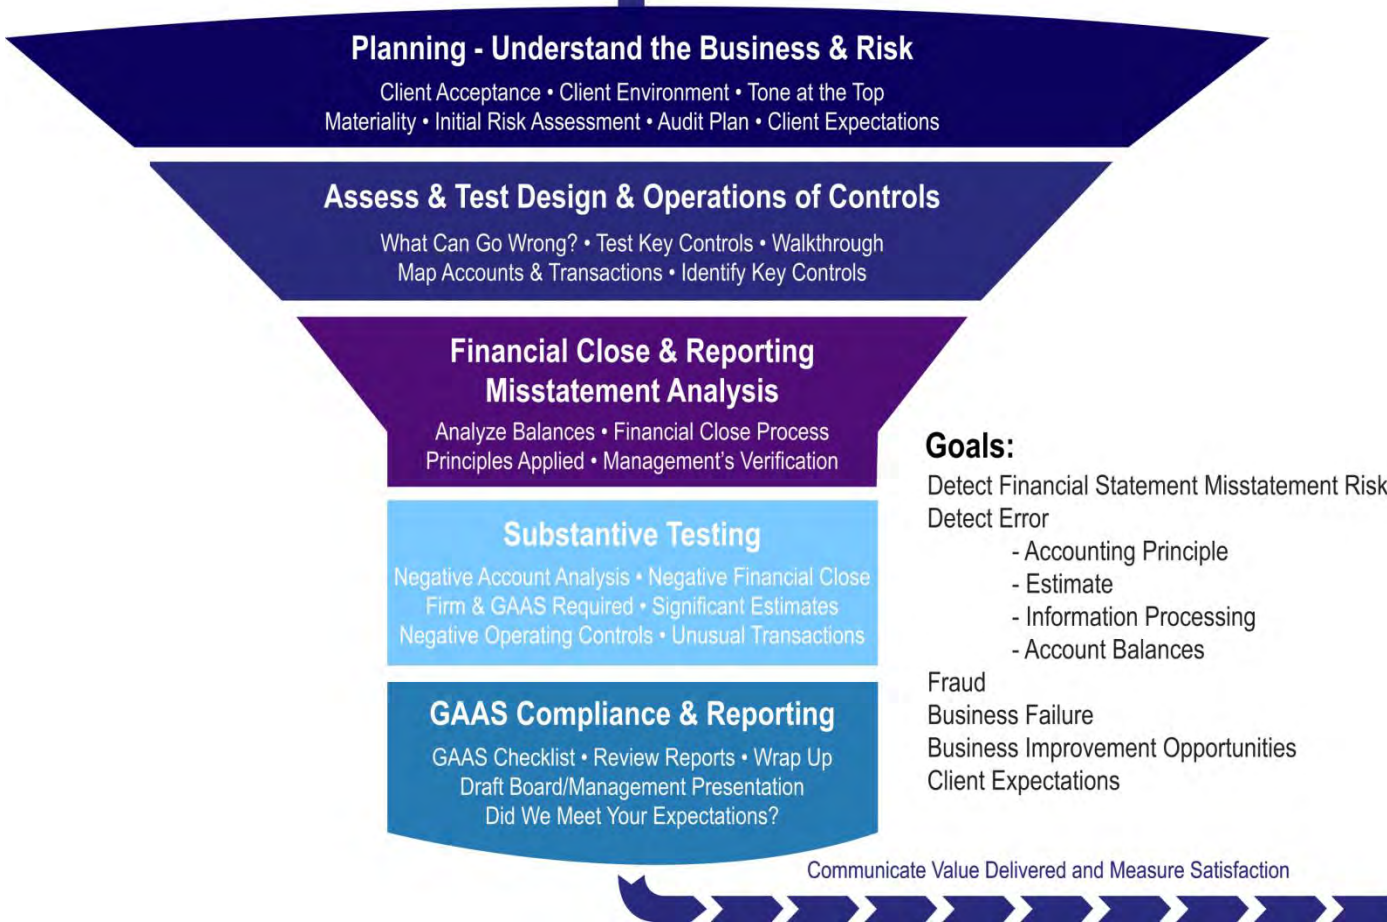 Planning - Understand the Business & Risk
Client Acceptance • Client Environment • Tone at the Top
Materiality • Initial Risk Assessment • Audit Plan • Client Expectations
Assess & Test Design & Operations of Controls
What Can Go Wrong? • Test Key Controls • Walkthrough
Map Accounts & Transactions • Identify Key Controls
Financial Close & Reporting
Misstatement Analysis
Analyze Balances • Financial Close Process
Principles Applied • Management's Verification
Substantive Testing
Negative Account Analysis • Negative Financial Close
Firm & GAAS Required • Significant Estimates
Negative Operating Controls • Unusual Transactions
GAAS Compliance & Reporting
GAAS Checklist • Review Reports • Wrap Up
Draft Board/Management Presentation
Did We Meet Your Expectations?
Goals:
Detect Financial Statement Misstatement Risk
Detect Error
- Accounting Principle
- Estimate
- Information Processing
- Account Balances
Fraud
Business Failure
Business Improvement Opportunities
Client Expectations
Communicate Value Delivered and Measure Satisfaction